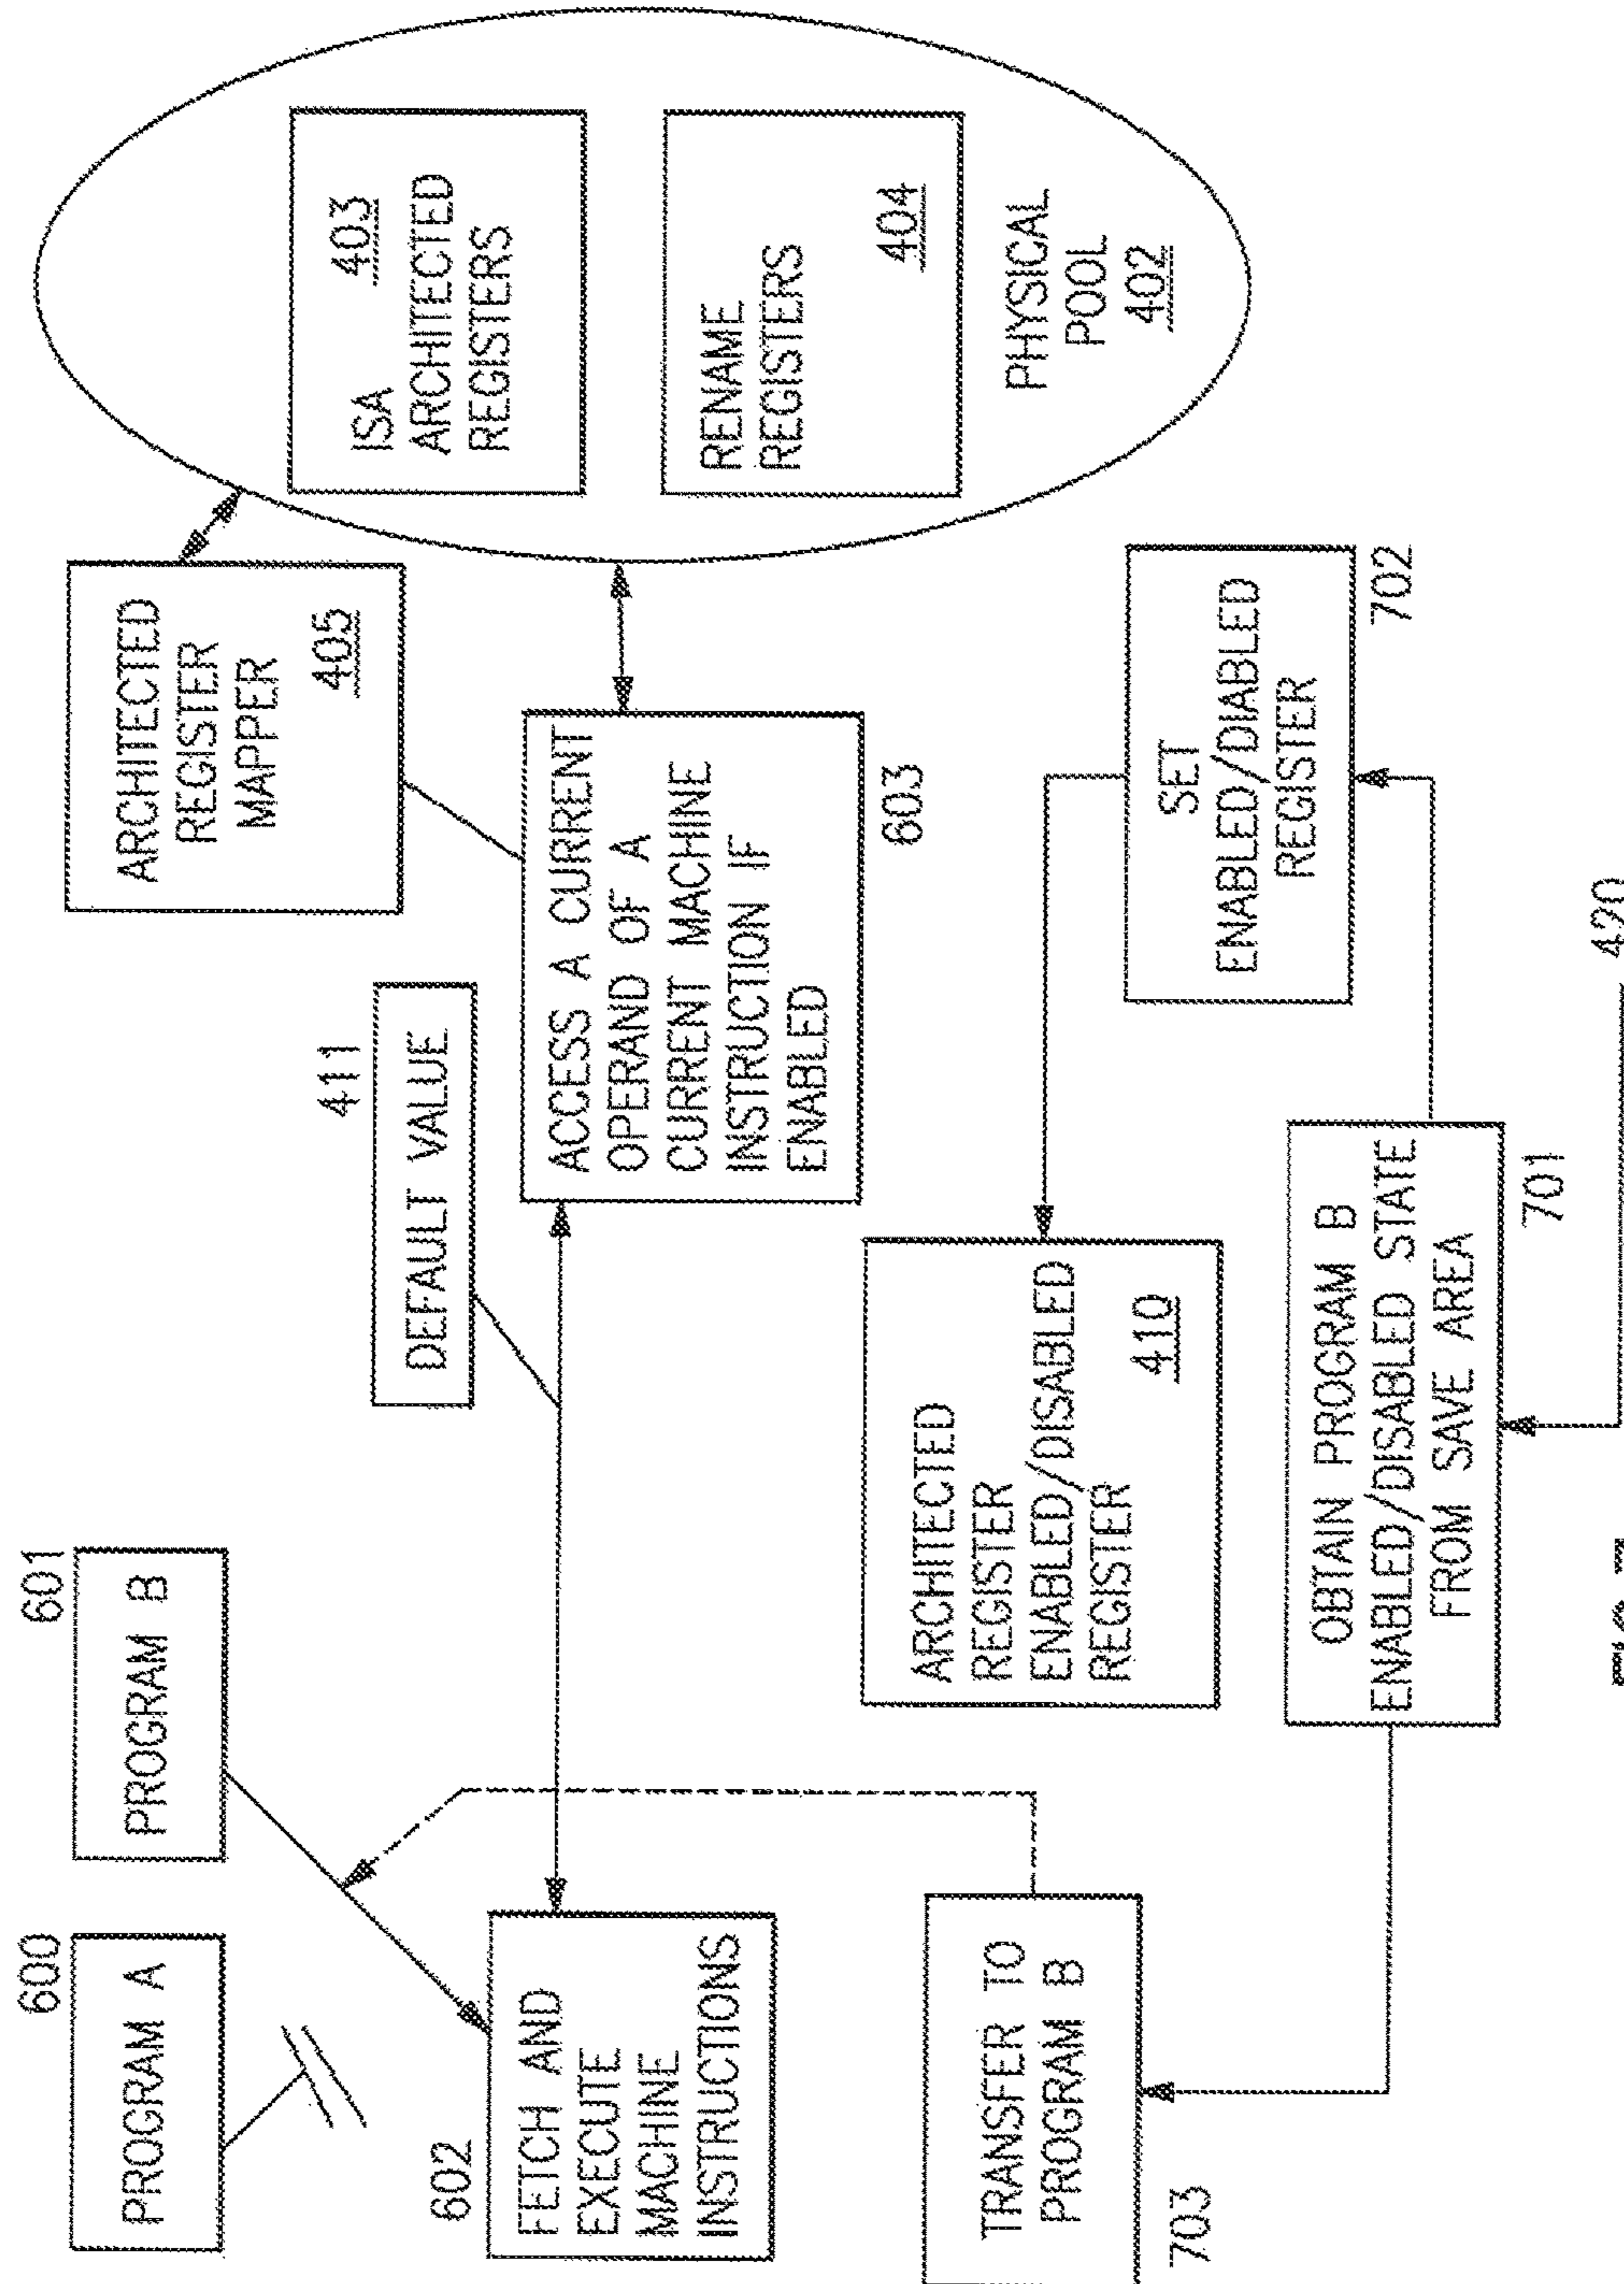 600
PROGRAM A
601
PROGRAM B
602
FETCH AND
EXECUTE
MACHINE
INSTRUCTIONS
411
DEFAULT VALUE
ARCHITECTED
REGISTER
MAPPER
405
ACCESS A CURRENT
OPERAND OF A
CURRENT MACHINE
INSTRUCTION IF
ENABLED
603
ISA
403
ARCHITECTED
REGISTERS
RENAME
REGISTERS
404
PHYSICAL
POOL
402
ARCHITECTED
REGISTER
ENABLED/DISABLED
REGISTER
410
SET
ENABLED/DIABLED
REGISTER
702
TRANSFER TO
PROGRAM B
703
OBTAIN PROGRAM B
ENABLED/DISABLED STATE
FROM SAVE AREA
701
420